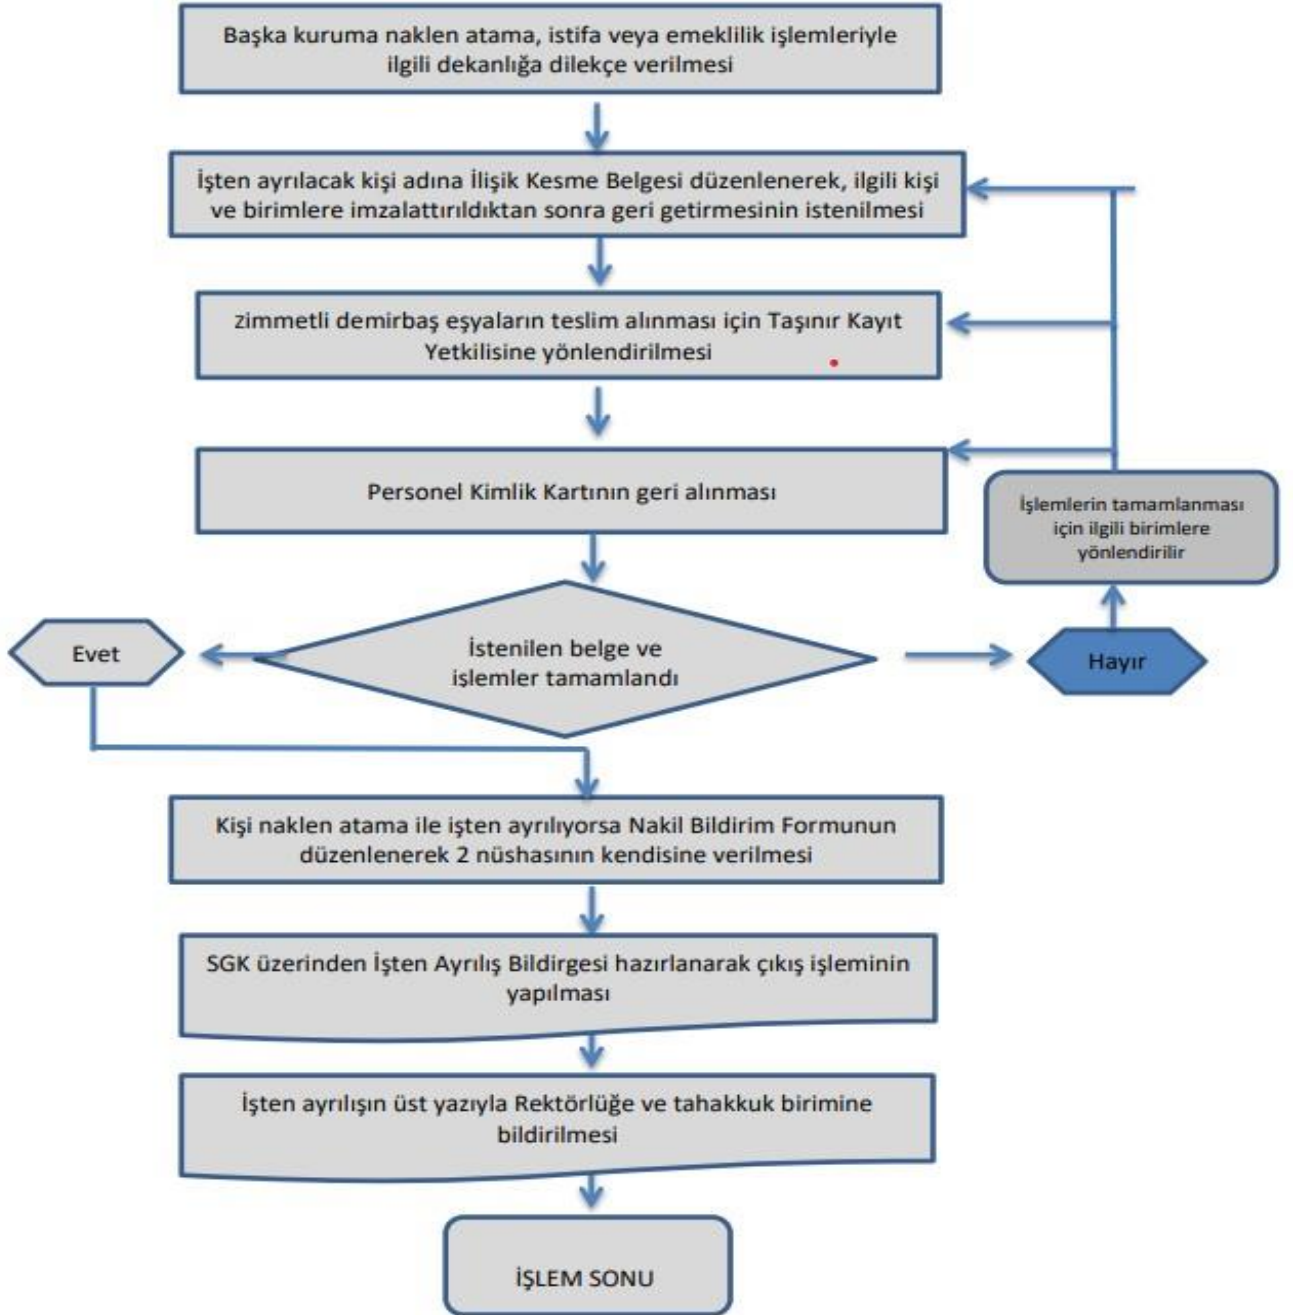 Başka kuruma naklen atama, istifa veya emeklilik işlemleriyle
ilgili dekanlığa dilekçe verilmesi
İşten ayrılacak kişi adına İlişik Kesme Belgesi düzenlenerek, ilgili kişi
ve birimlere imzalattırıldıktan sonra geri getirmesinin istenilmesi
zimmetli demirbaş eşyaların teslim alınması için Taşınır Kayıt
Yetkilisine yönlendirilmesi
Personel Kimlik Kartının geri alınması
İşlemlerin tamamlanması
için ilgili birimlere
yönlendirilir
Evet
İstenilen belge ve
işlemler tamamlandı
Hayır
Kişi naklen atama ile işten ayrılıyorsa Nakil Bildirim Formunun
düzenlenerek 2 nüshasının kendisine verilmesi
SGK üzerinden İşten Ayrılış Bildirgesi hazırlanarak çıkış işleminin
yapılması
İşten ayrılışın üst yazıyla Rektörlüğe ve tahakkuk birimine
bildirilmesi
İŞLEM SONU